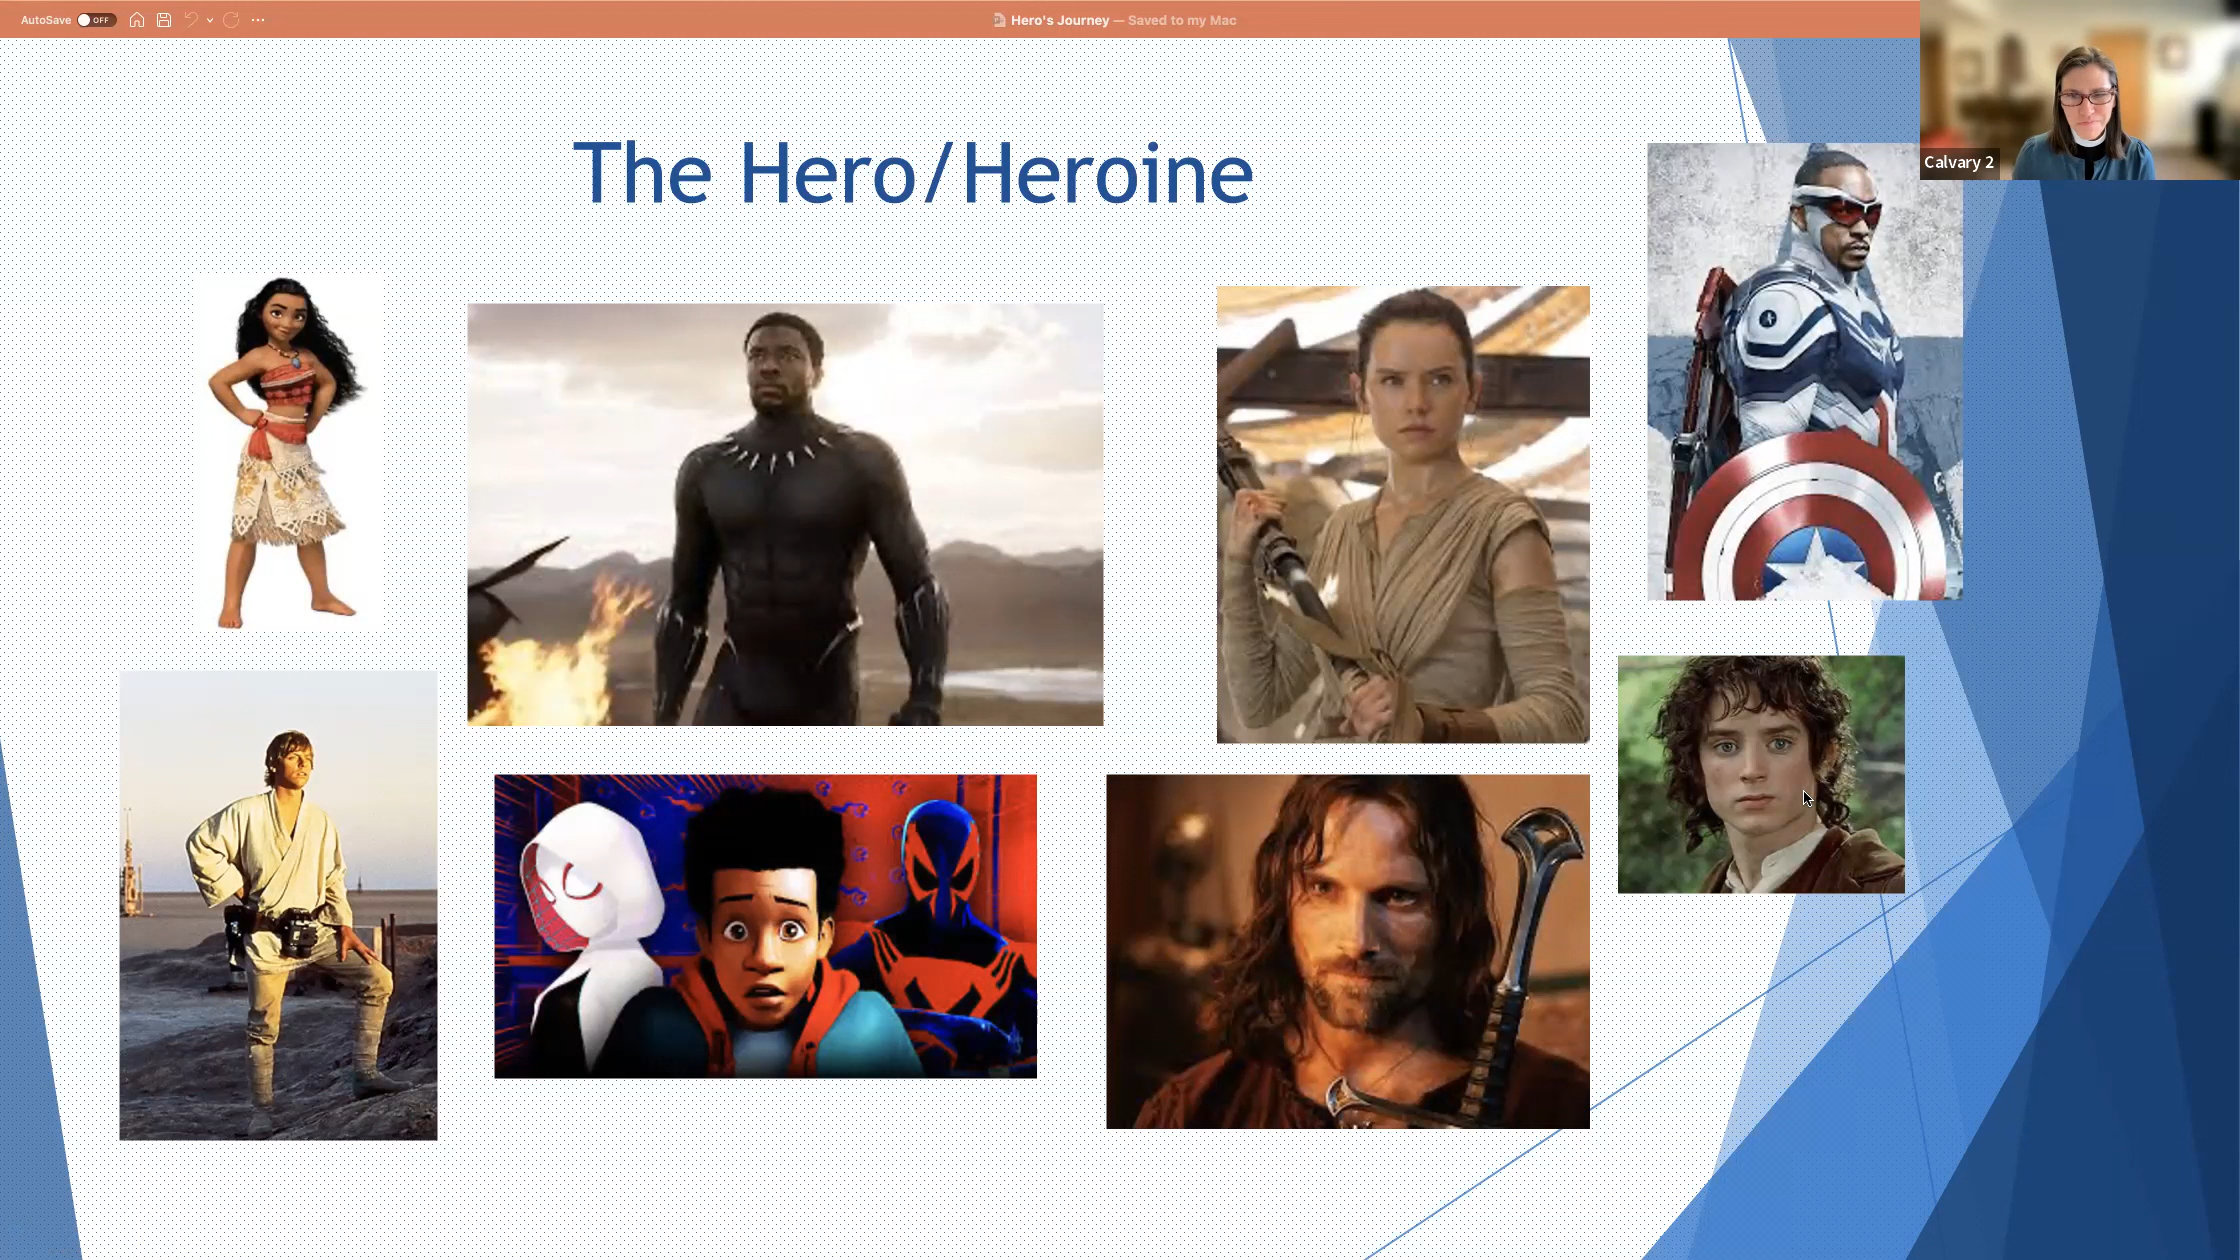 AutoSave OFF
Hero's Journey — Saved to my Mac
Calvary 2
The Hero/Heroine